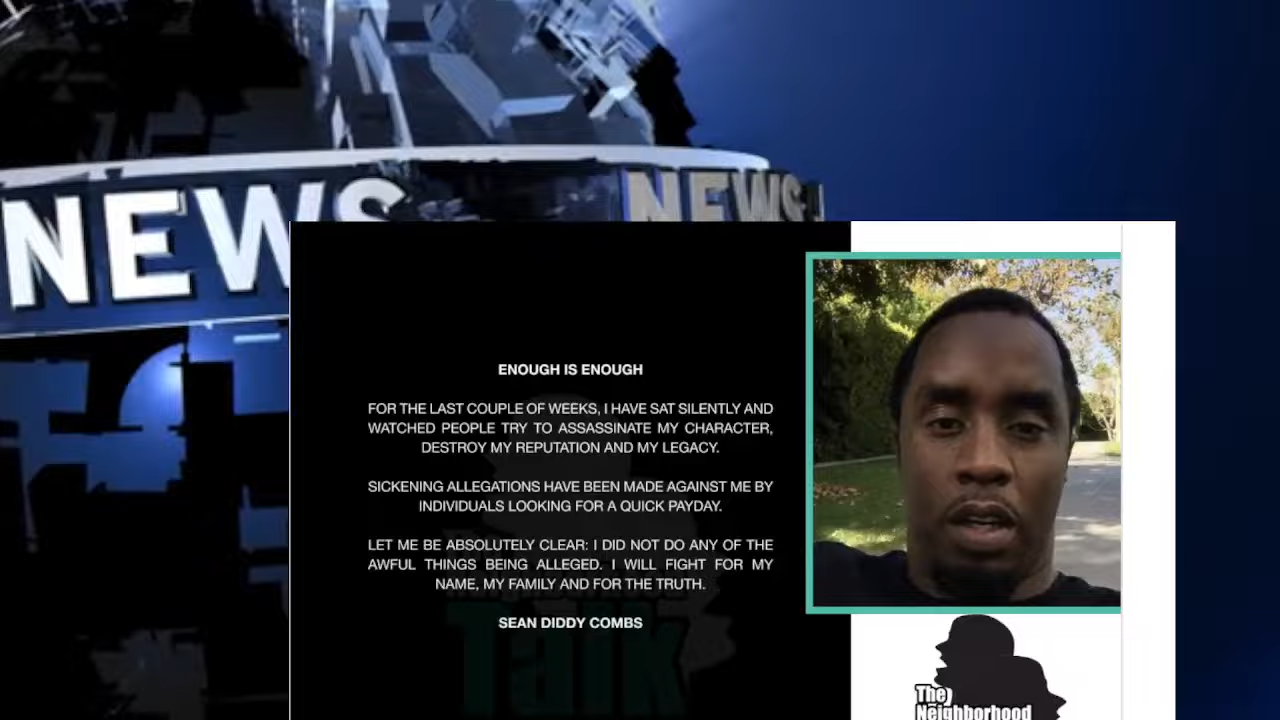 NEWS
NEWS
ENOUGH IS ENOUGH
FOR THE LAST COUPLE OF WEEKS, I HAVE SAT SILENTLY AND
WATCHED PEOPLE TRY TO ASSASSINATE MY CHARACTER,
DESTROY MY REPUTATION AND MY LEGACY.
SICKENING ALLEGATIONS HAVE BEEN MADE AGAINST ME BY
INDIVIDUALS LOOKING FOR A QUICK PAYDAY.
LET ME BE ABSOLUTELY CLEAR: I DID NOT DO ANY OF THE
AWFUL THINGS BEING ALLEGED. I WILL FIGHT FOR MY
NAME, MY FAMILY AND FOR THE TRUTH.
SEAN DIDDY COMBS
Talk
The
Neighborhood